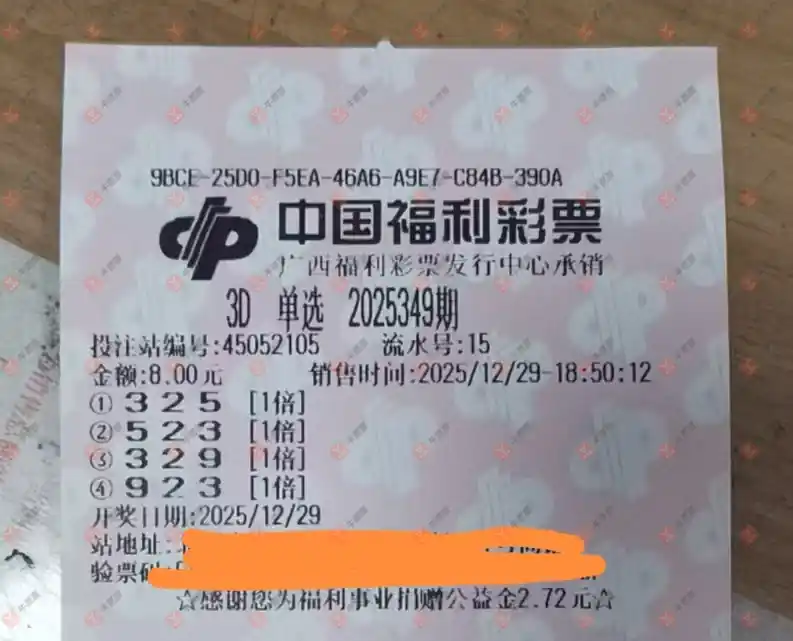 9BCE-25D0-F5EA-46A6-A9E7-C84B-390A
中国福利彩票
广西福利彩票发行中心承销
3D 单选 2025349期
投注站编号:45052105 流水号:15
金额:8.00元 销售时间:2025/12/29-18:50:12
① 3 2 5 [1倍]
② 5 2 3 [1倍]
③ 3 2 9 [1倍]
④ 9 2 3 [1倍]
开奖日期:2025/12/29
站地址:
验票码:
☆感谢您为福利事业捐赠公益金2.72元☆